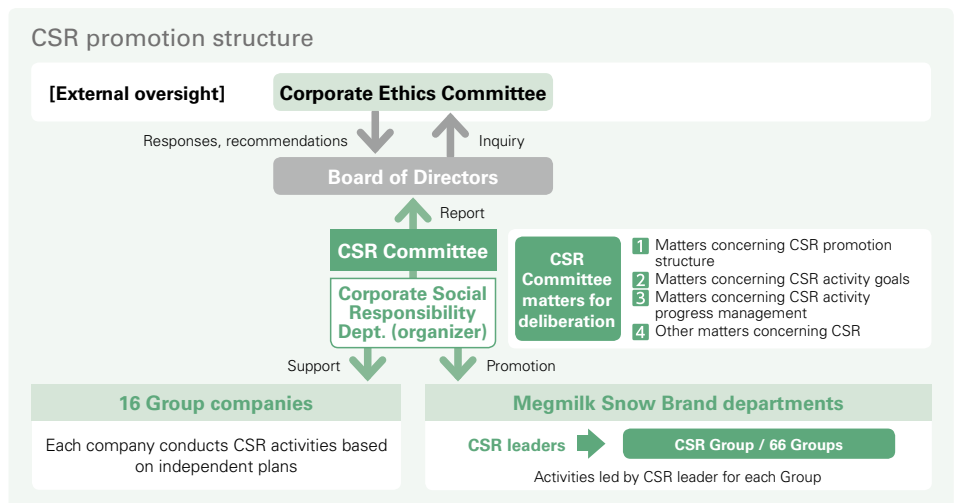 CSR promotion structure
[External oversight]
Corporate Ethics Committee
Responses, recommendations
Inquiry
Board of Directors
Report
CSR Committee
Corporate Social
Responsibility
Dept. (organizer)
CSR
Committee
matters for
deliberation
1 Matters concerning CSR promotion
structure
2 Matters concerning CSR activity goals
3 Matters concerning CSR activity
progress management
4 Other matters concerning CSR
Support
Promotion
16 Group companies
Each company conducts CSR activities based
on independent plans
Megmilk Snow Brand departments
CSR leaders
CSR Group / 66 Groups
Activities led by CSR leader for each Group